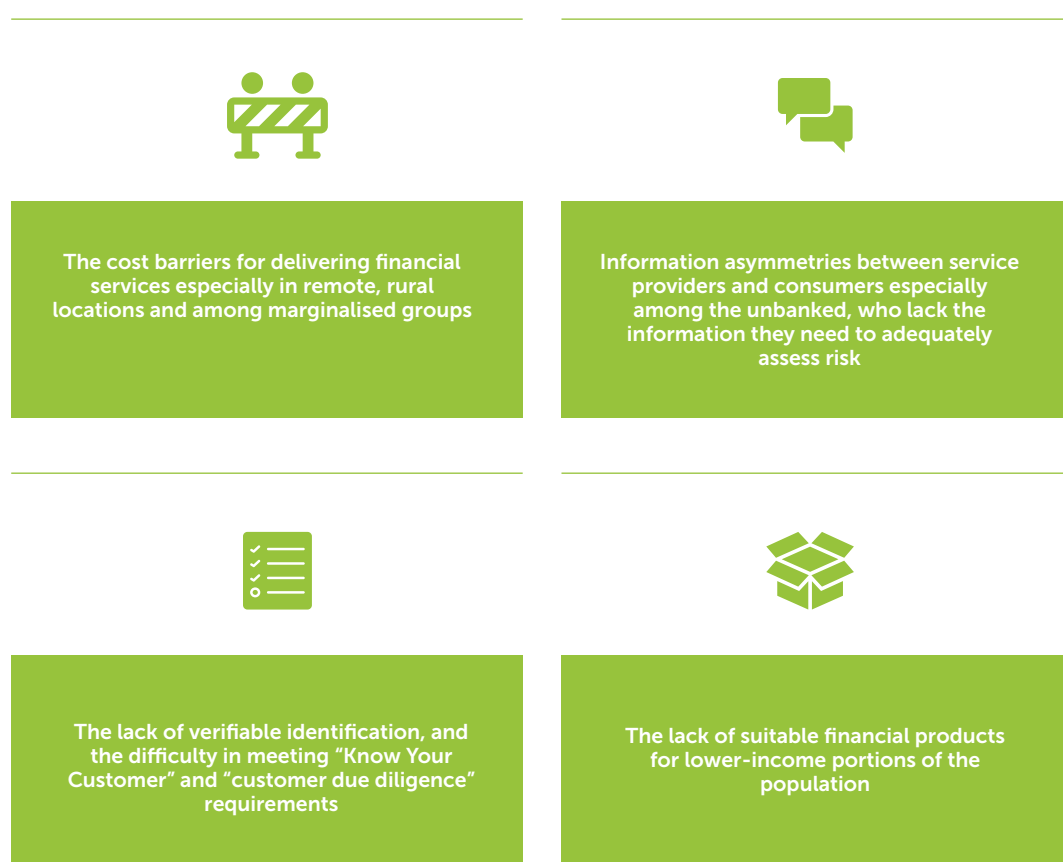 The cost barriers for delivering financial
services especially in remote, rural
locations and among marginalised groups
Information asymmetries between service
providers and consumers especially
among the unbanked, who lack the
information they need to adequately
assess risk
The lack of verifiable identification, and
the difficulty in meeting “Know Your
Customer” and “customer due diligence”
requirements
The lack of suitable financial products
for lower-income portions of the
population